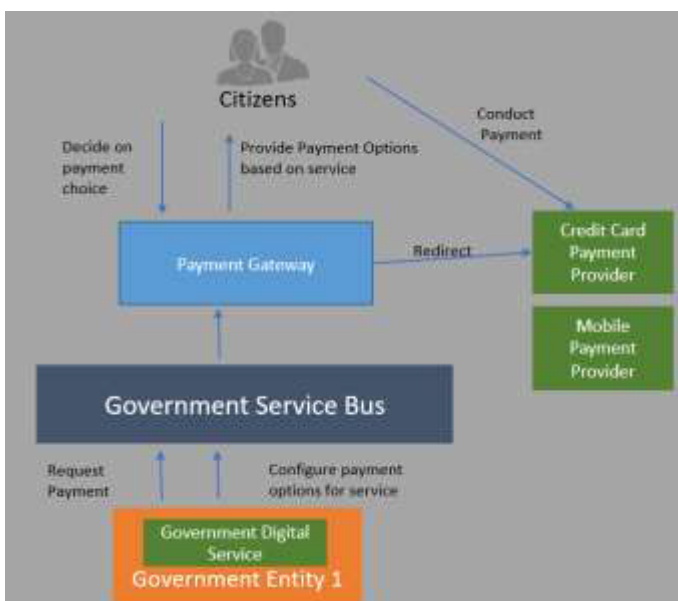 Citizens
Conduct
Payment
Decide on
payment
choice
Provide Payment Options
based on service
Credit Card
Payment
Provider
Payment Gateway
Redirect
Mobile
Payment
Provider
Government Service Bus
Request
Payment
Configure payment
options for service
Government Digital
Service
Government Entity 1